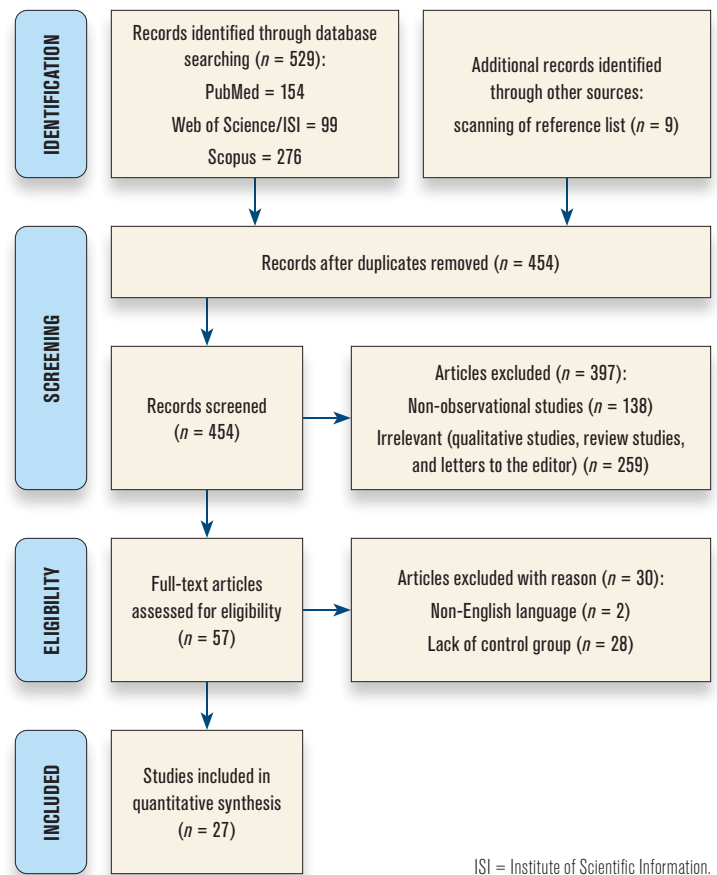 IDENTIFICATION
Records identified through database
searching (n = 529):
PubMed = 154
Web of Science/ISI = 99
Scopus = 276
Additional records identified
through other sources:
scanning of reference list (n = 9)
SCREENING
Records after duplicates removed (n = 454)
Records screened
(n = 454)
Articles excluded (n = 397):
Non-observational studies (n = 138)
Irrelevant (qualitative studies, review studies,
and letters to the editor) (n = 259)
ELIGIBILITY
Full-text articles
assessed for eligibility
(n = 57)
Articles excluded with reason (n = 30):
Non-English language (n = 2)
Lack of control group (n = 28)
INCLUDED
Studies included in
quantitative synthesis
(n = 27)
ISI = Institute of Scientific Information.